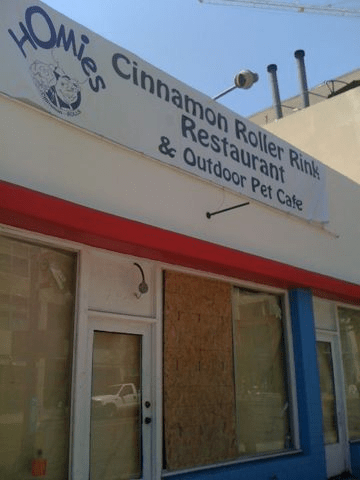 HOMIES
Cinnamon Roller Rink
Restaurant
& Outdoor Pet Cafe